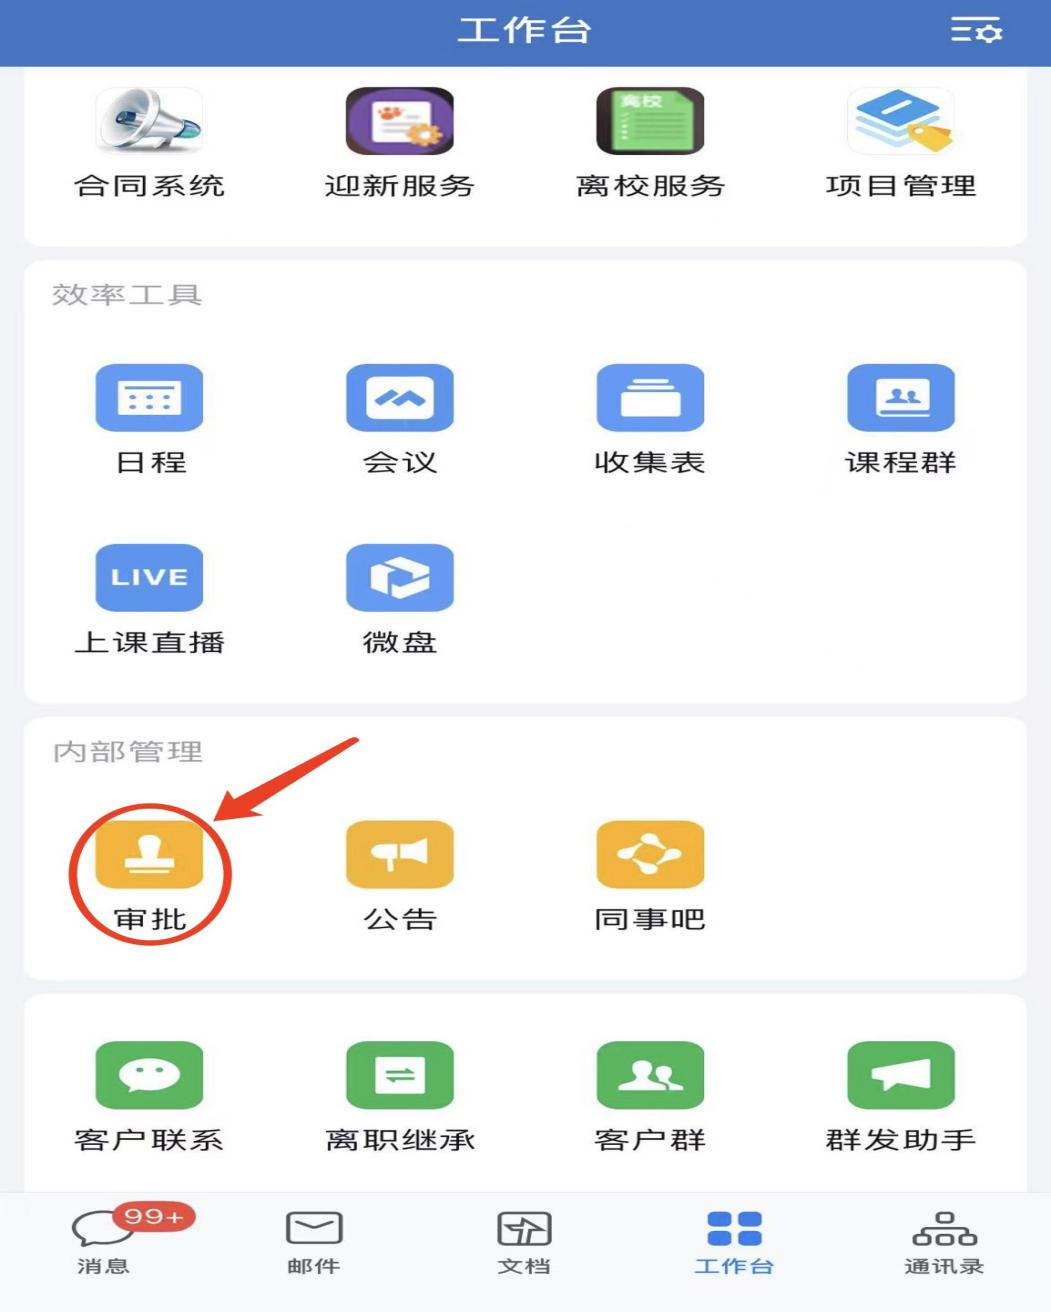 工作台
离校
合同系统 迎新服务 离校服务 项目管理
效率工具
日程 会议 收集表 课程群
LIVE
上课直播 微盘
内部管理
审批 公告 同事吧
客户联系 离职继承 客户群 群发助手
99+
消息 邮件 文档 工作台 通讯录